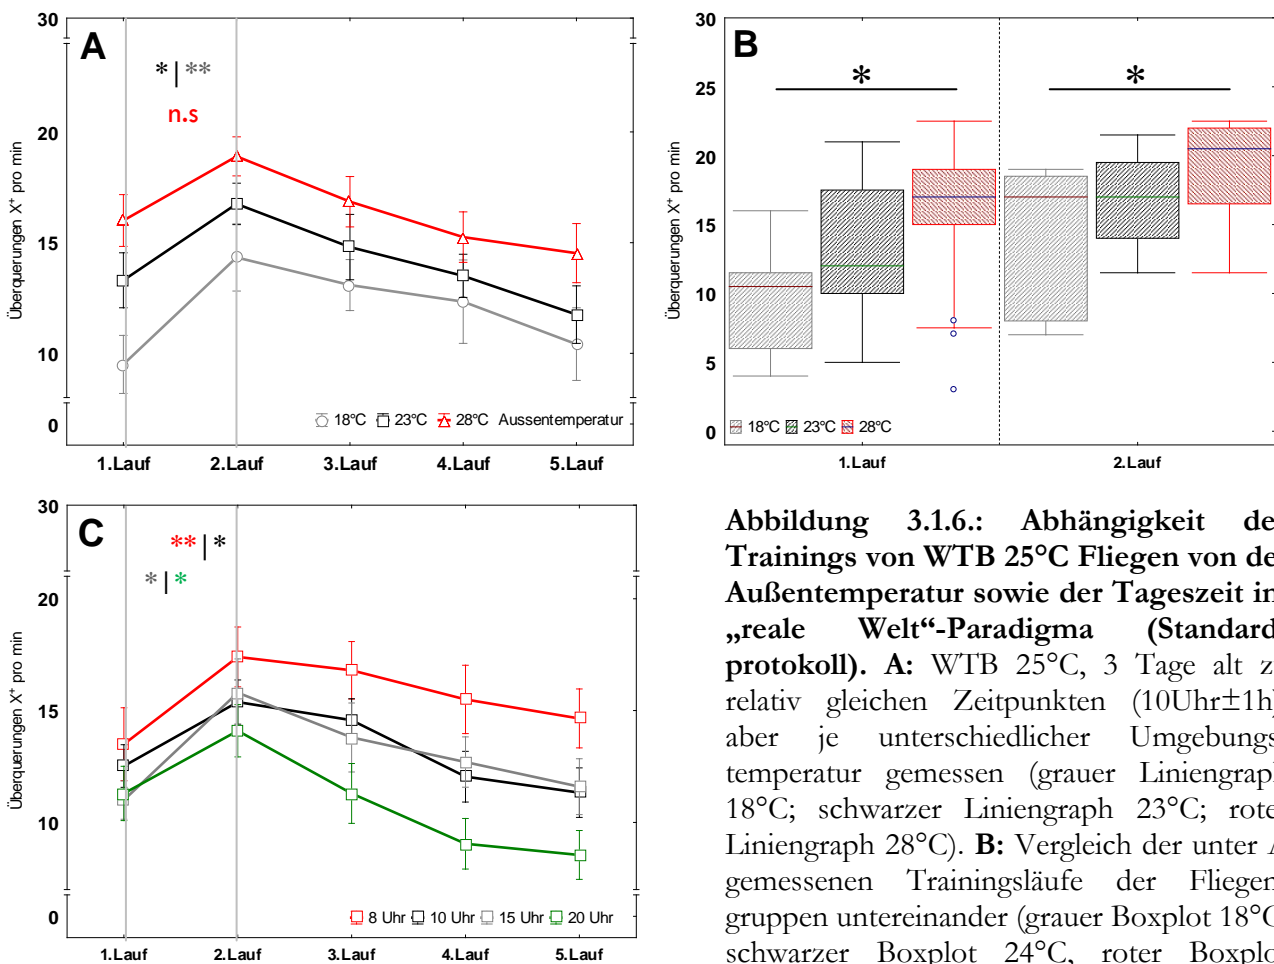 A
30
20
15
10
0
Überquerungen X⁺ pro min
*|**
n.s
18°C 23°C 28°C Aussentemperatur
1.Lauf 2.Lauf 3.Lauf 4.Lauf 5.Lauf
B
30
25
20
15
10
5
0
Überquerungen X⁺ pro min
* *
18°C 23°C 28°C
1.Lauf 2.Lauf
C
30
20
15
10
0
Überquerungen X⁺ pro min
**|*
*|*
8 Uhr 10 Uhr 15 Uhr 20 Uhr
1.Lauf 2.Lauf 3.Lauf 4.Lauf 5.Lauf
Abbildung 3.1.6.: Abhängigkeit de
Trainings von WTB 25°C Fliegen von de
Außentemperatur sowie der Tageszeit in
„reale Welt“-Paradigma (Standard
protokoll). A: WTB 25°C, 3 Tage alt z
relativ gleichen Zeitpunkten (10Uhr±1h)
aber je unterschiedlicher Umgebungs
temperatur gemessen (grauer Liniengraph
18°C; schwarzer Liniengraph 23°C; rote
Liniengraph 28°C). B: Vergleich der unter A
gemessenen Trainingsläufe der Fliegen
gruppen untereinander (grauer Boxplot 18°C
schwarzer Boxplot 24°C, roter Boxplo